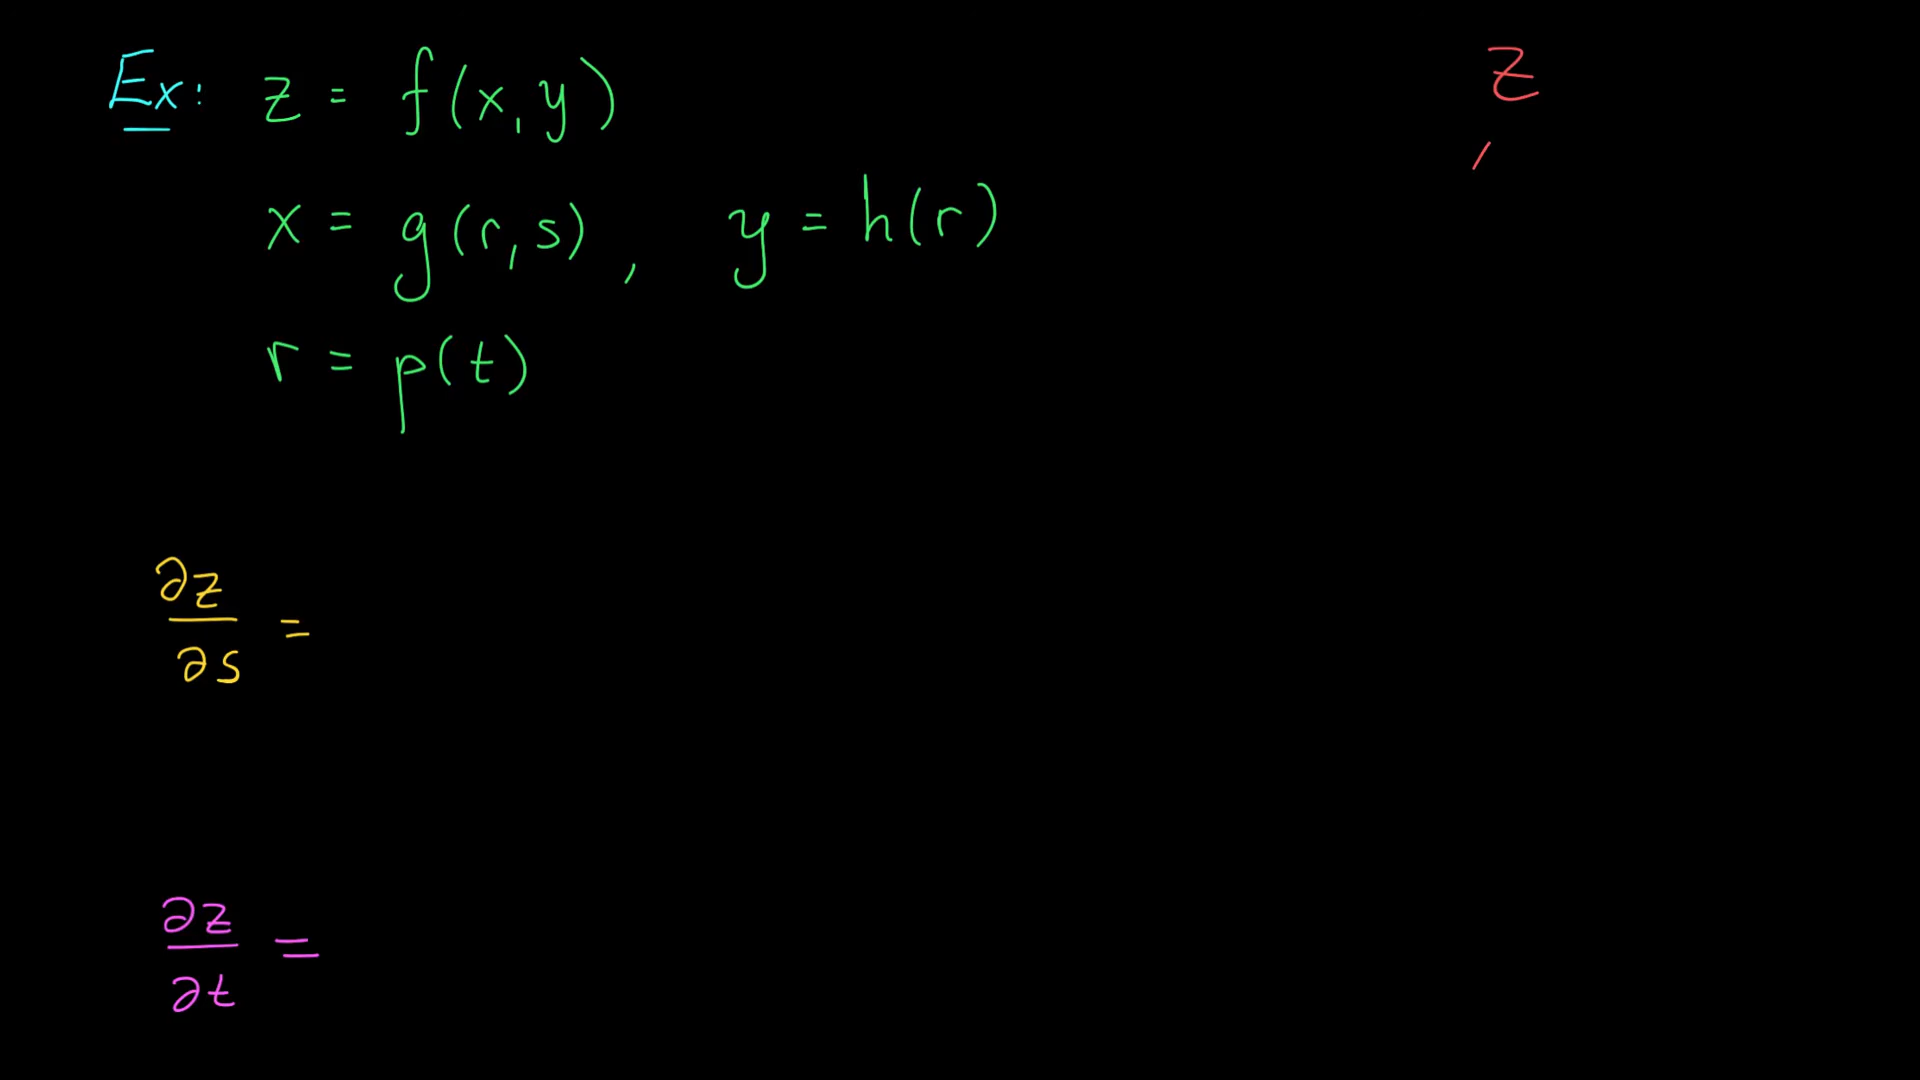 Ex: z = f(x, y)
z
x = g(r, s), y = h(r)
r = p(t)
∂z/∂s =
∂z/∂t =